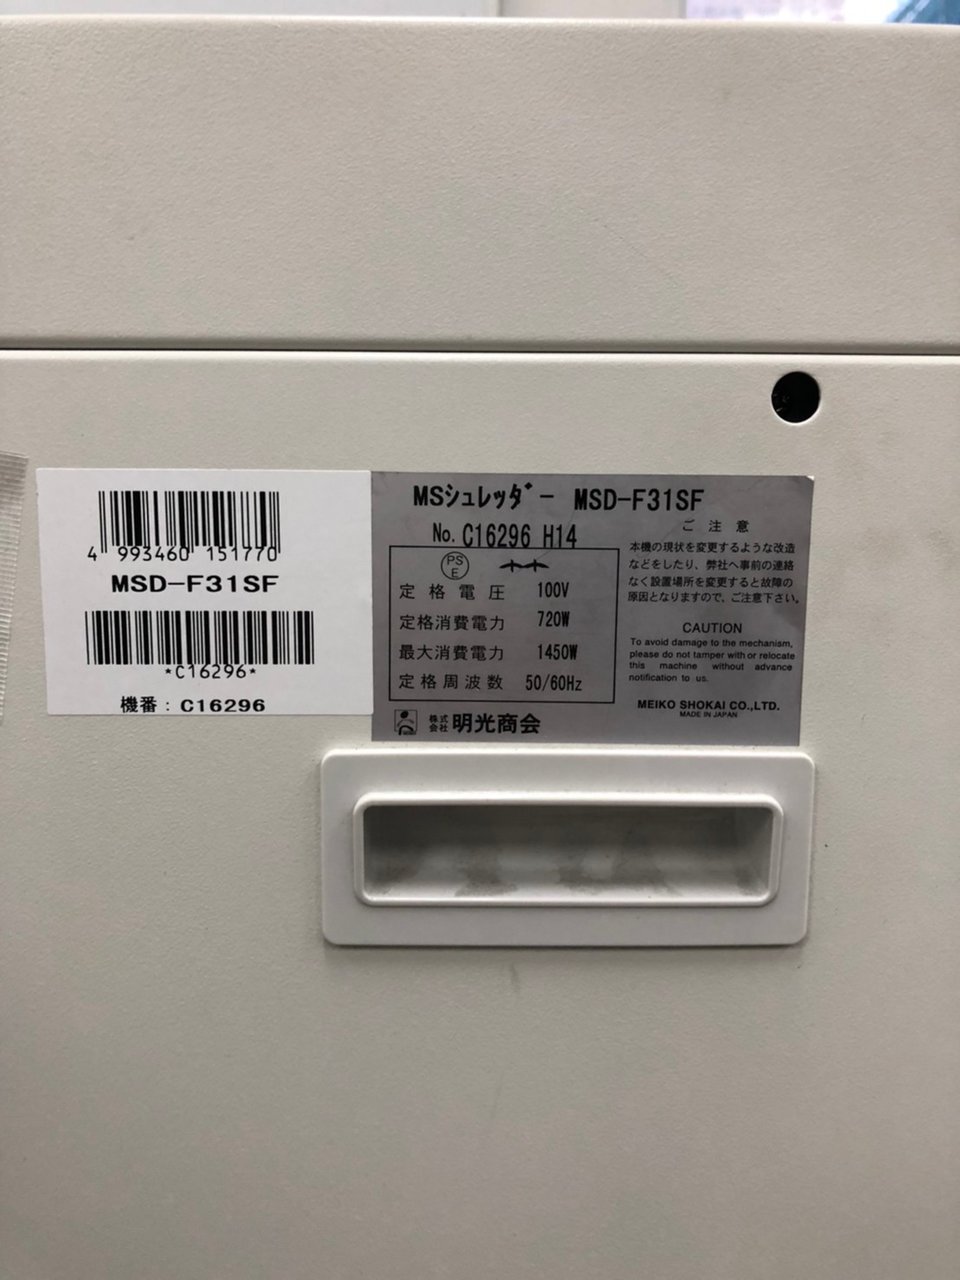 4 993460 151770
MSD-F31SF
*C16296*
機番：C16296
MSシュレッダｰ MSD-F31SF
No. C16296 H14
PS
E
定格電圧 100V
定格消費電力 720W
最大消費電力 1450W
定格周波数 50/60Hz
株式
会社 明光商会
ご注意
本機の現状を変更するような改造
などをしたり、弊社へ事前の連絡
なく設置場所を変更すると故障の
原因となりますので、ご注意下さい。
CAUTION
To avoid damage to the mechanism,
please do not tamper with or relocate
this machine without advance
notification to us.
MEIKO SHOKAI CO.,LTD.
MADE IN JAPAN